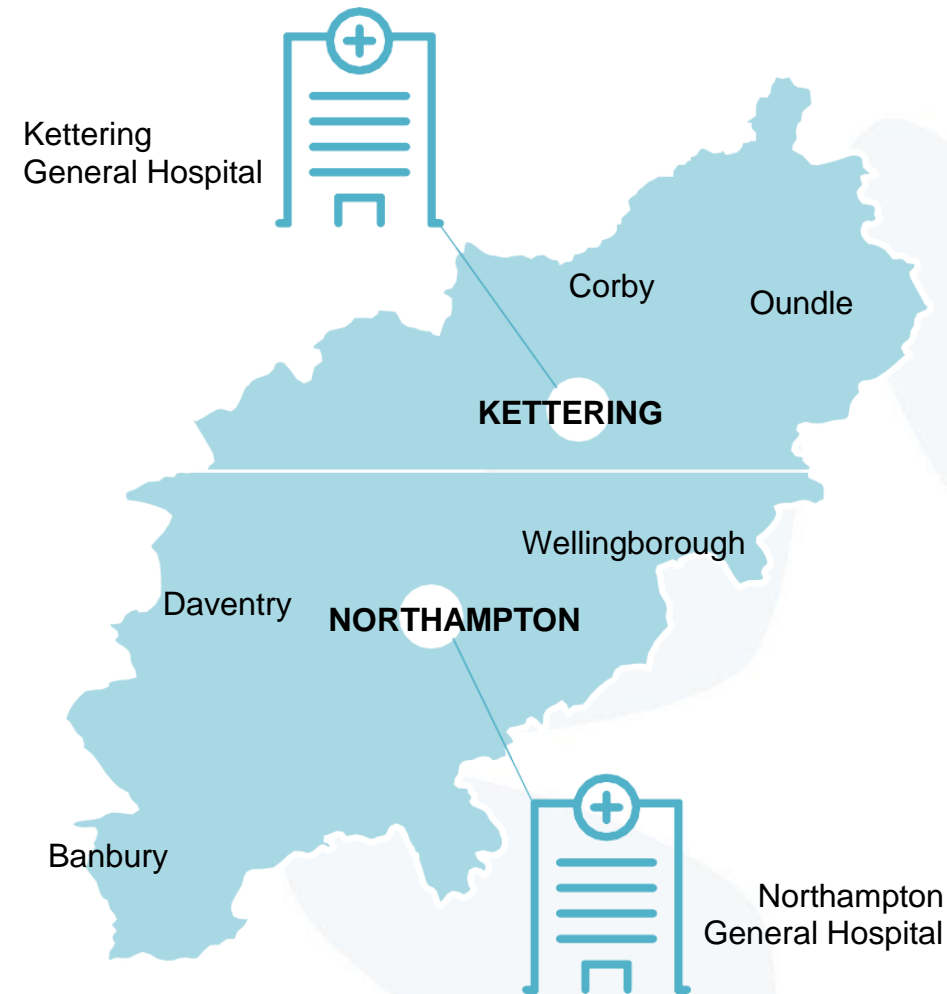 Kettering
General Hospital
Corby
Oundle
KETTERING
Wellingborough
Daventry
NORTHAMPTON
Banbury
Northampton
General Hospital